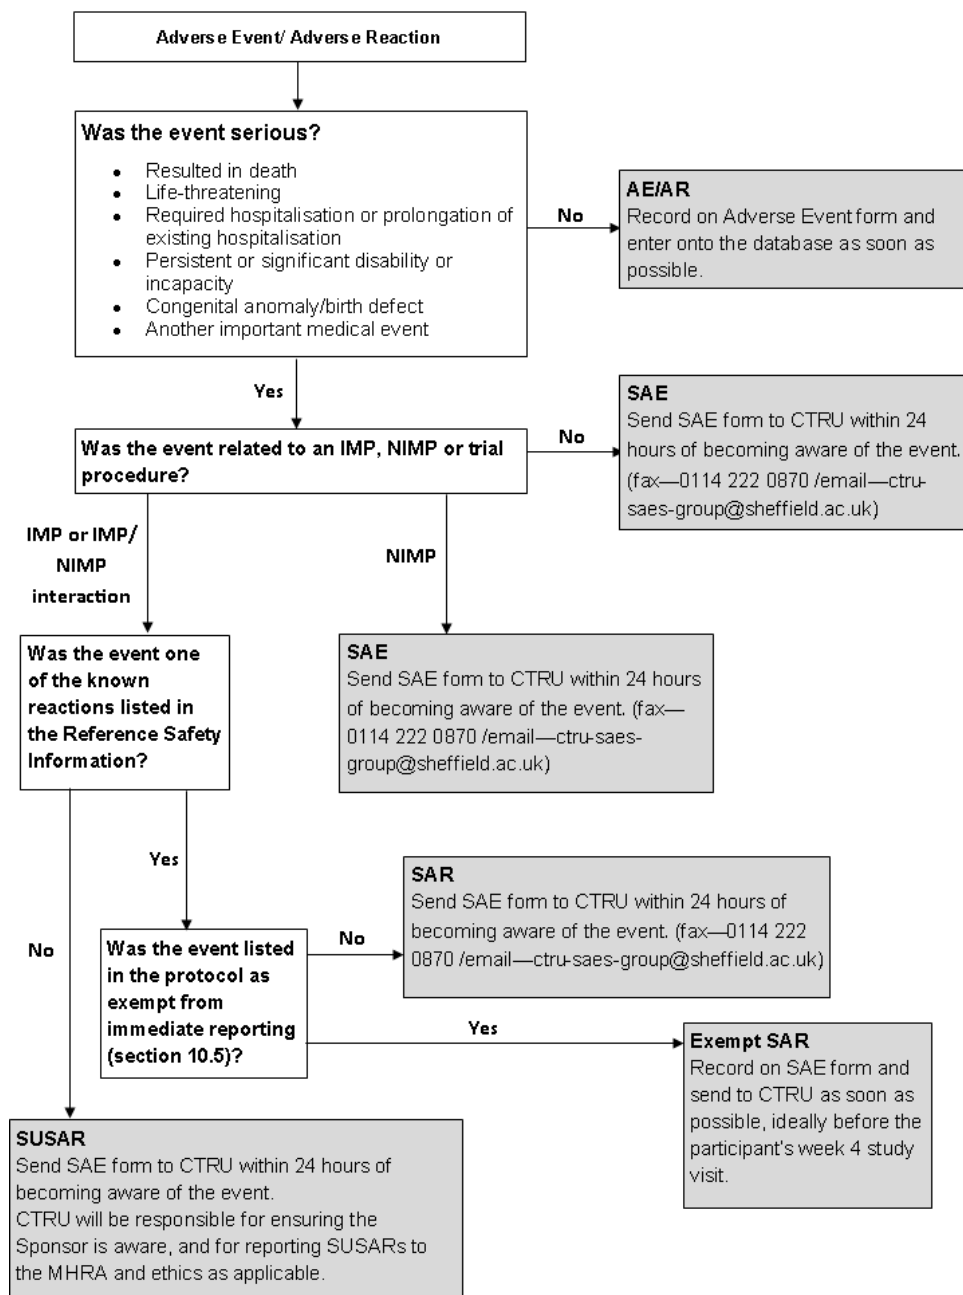 Adverse Event/ Adverse Reaction
Was the event serious?
• Resulted in death
• Life-threatening
• Required hospitalisation or prolongation of
existing hospitalisation
• Persistent or significant disability or
incapacity
• Congenital anomaly/birth defect
• Another important medical event
No
AE/AR
Record on Adverse Event form and
enter onto the database as soon as
possible.
Yes
Was the event related to an IMP, NIMP or trial
procedure?
No
SAE
Send SAE form to CTRU within 24
hours of becoming aware of the event.
(fax—0114 222 0870 /email—ctru-
saes-group@sheffield.ac.uk)
IMP or IMP/
NIMP
interaction
NIMP
Was the event one
of the known
reactions listed in
the Reference Safety
Information?
SAE
Send SAE form to CTRU within 24 hours
of becoming aware of the event. (fax—
0114 222 0870 /email—ctru-saes-
group@sheffield.ac.uk)
Yes
No
Was the event listed
in the protocol as
exempt from
immediate reporting
(section 10.5)?
No
SAR
Send SAE form to CTRU within 24 hours of
becoming aware of the event. (fax—0114 222
0870 /email—ctru-saes-group@sheffield.ac.uk)
Yes
Exempt SAR
Record on SAE form and
send to CTRU as soon as
possible, ideally before the
participant's week 4 study
visit.
SUSAR
Send SAE form to CTRU within 24 hours of
becoming aware of the event.
CTRU will be responsible for ensuring the
Sponsor is aware, and for reporting SUSARs to
the MHRA and ethics as applicable.